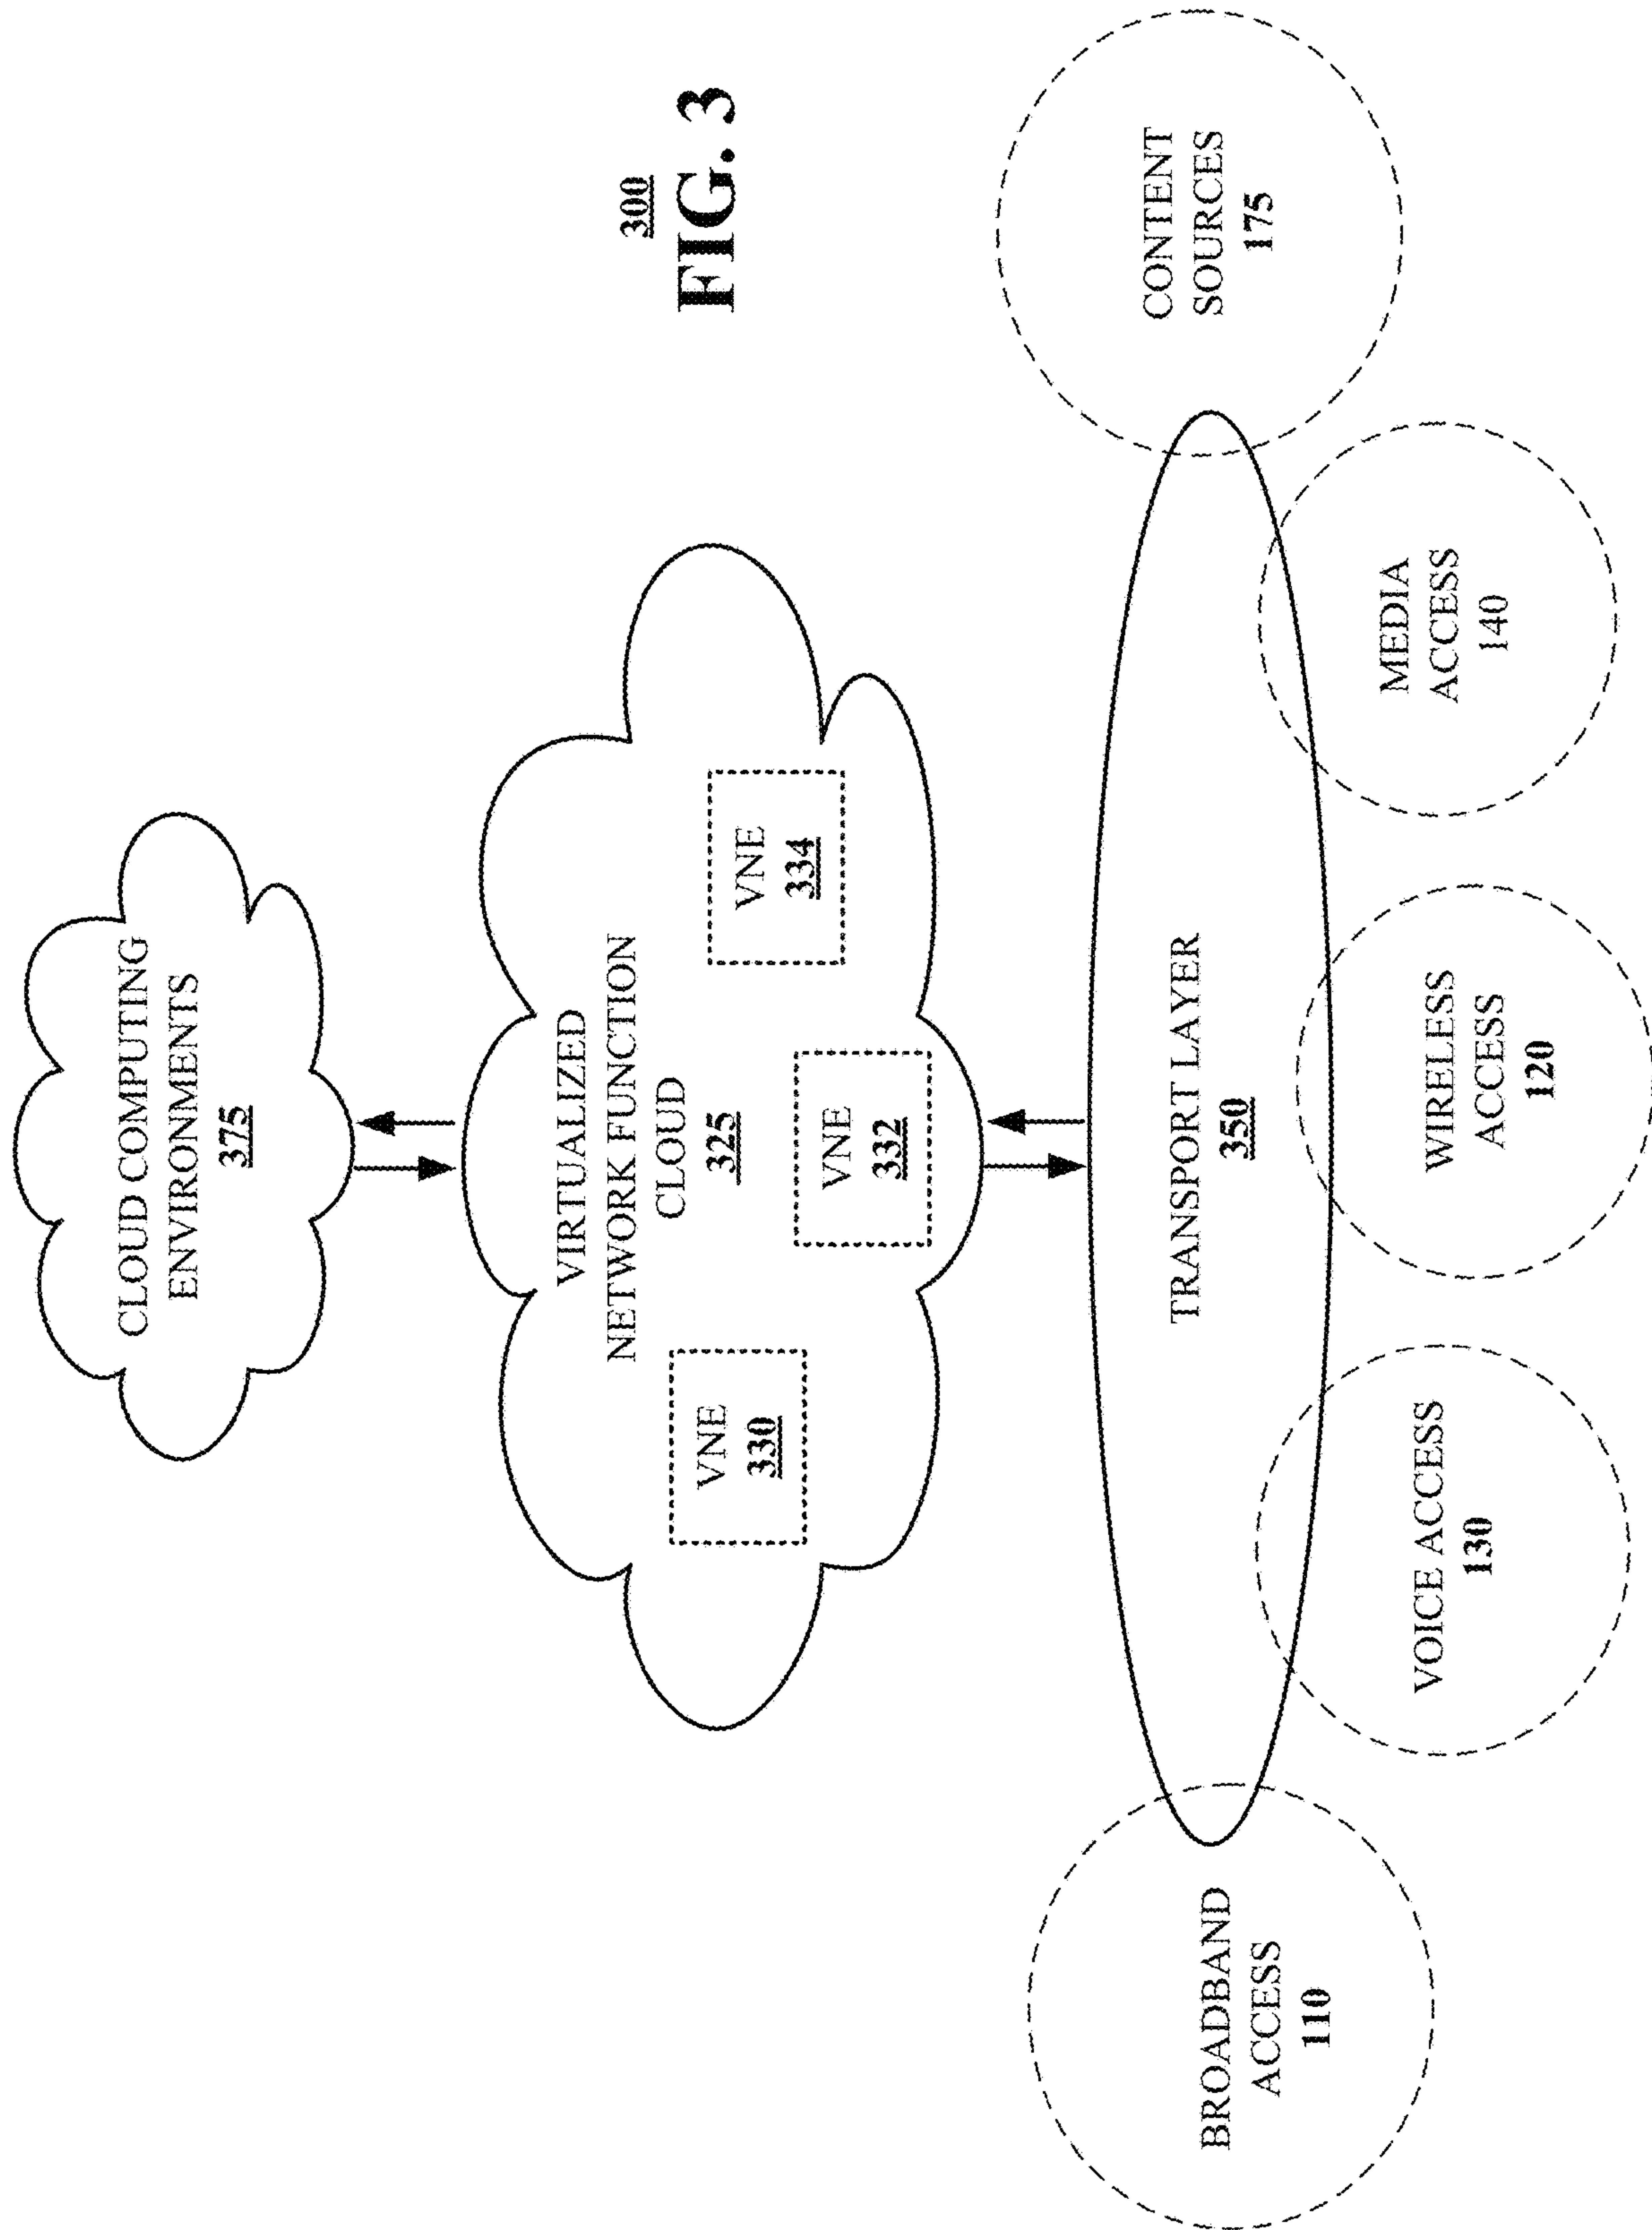 CLOUD COMPUTING
ENVIRONMENTS
375
VIRTUALIZED
NETWORK FUNCTION
CLOUD
325
VNE
330
VNE
332
VNE
334
300
FIG. 3
TRANSPORT LAYER
350
BROADBAND
ACCESS
110
VOICE ACCESS
130
WIRELESS
ACCESS
120
MEDIA
ACCESS
140
CONTENT
SOURCES
175